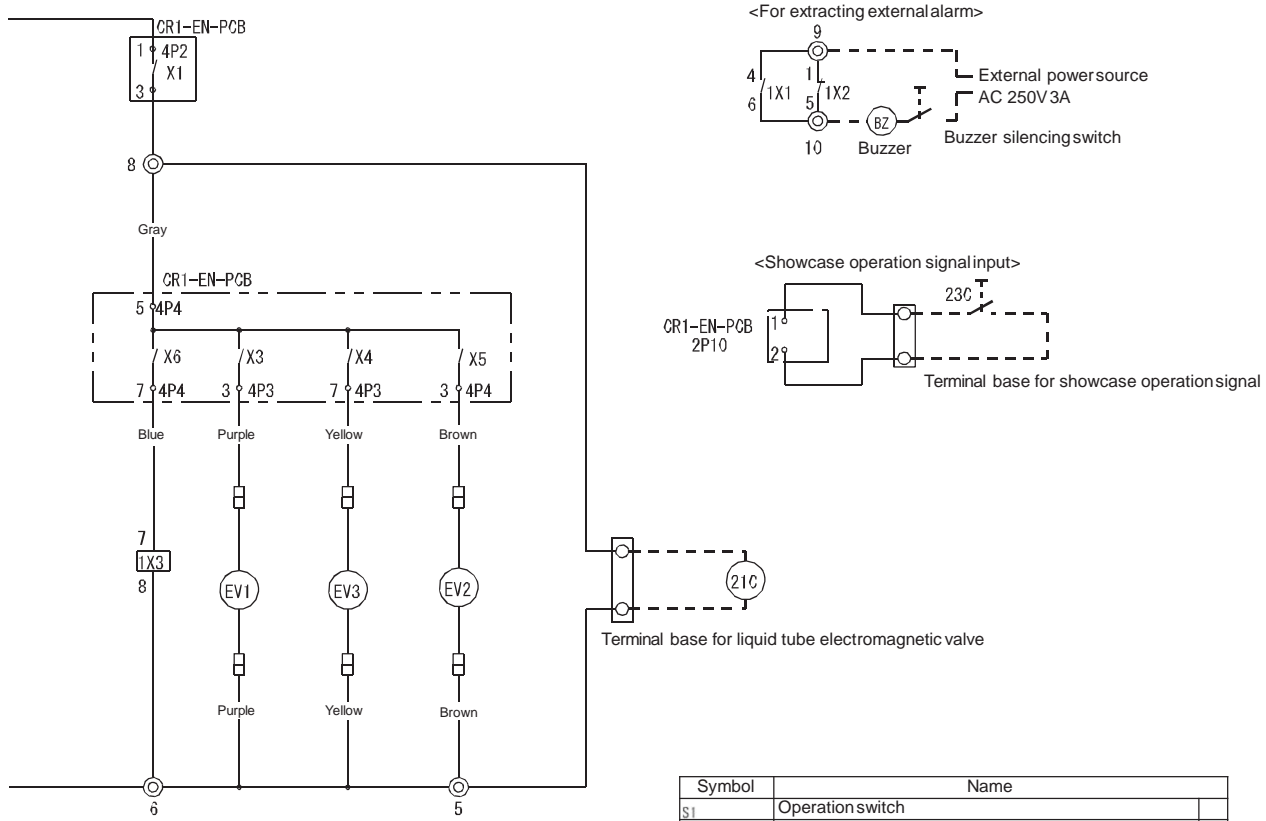 CR1-EN-PCB
1 4P2
X1
3
8
Gray
CR1-EN-PCB
5 4P4
X6 X3 X4 X5
7 4P4 3 4P3 7 4P3 3 4P4
Blue Purple Yellow Brown
7
1X3
8
EV1 EV3 EV2
Purple Yellow Brown
6 5
<For extracting external alarm>
9
4 1
1X1 1X2
6 5
10
BZ
Buzzer
External power source
AC 250V 3A
Buzzer silencing switch
<Showcase operation signal input>
23C
CR1-EN-PCB
2P10
1
2
Terminal base for showcase operation signal
21C
Terminal base for liquid tube electromagnetic valve
Symbol Name
S1 Operation switch